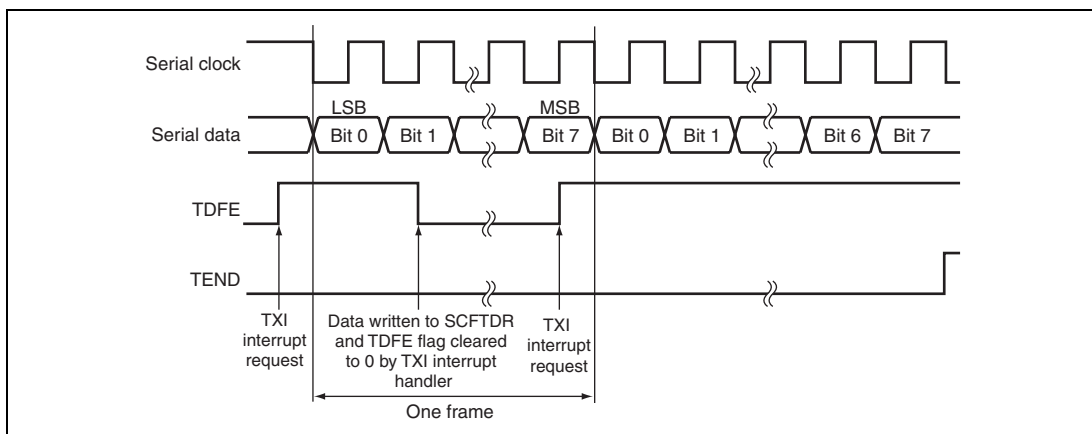 Serial clock
LSB
MSB
Serial data
Bit 0
Bit 1
Bit 7
Bit 0
Bit 1
Bit 6
Bit 7
TDFE
TEND
TXI
interrupt
request
Data written to SCFTDR
and TDFE flag cleared
to 0 by TXI interrupt
handler
TXI
interrupt
request
One frame